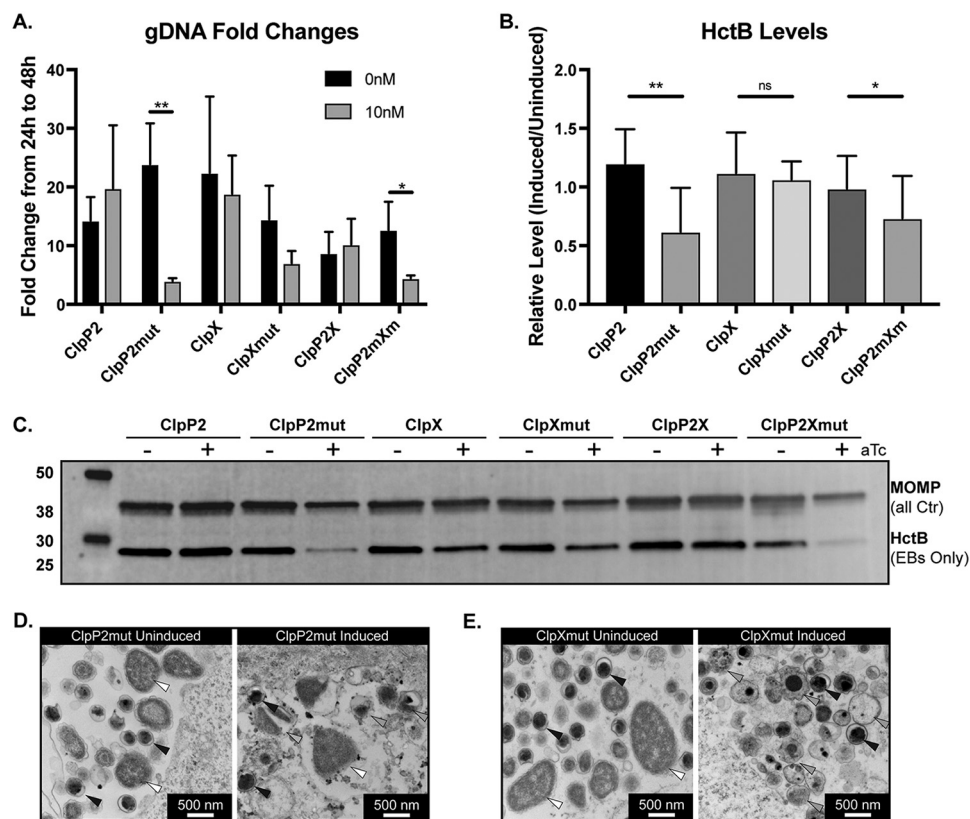 A.
gDNA Fold Changes
Fold Change from 24h to 48h
40
30
20
10
0
0nM
10nM
**
*
ClpP2
ClpP2mut
ClpX
ClpXmut
ClpP2X
ClpP2mXm
B.
HctB Levels
Relative Level (Induced/Uninduced)
2.0
1.5
1.0
0.5
0.0
**
ns
*
ClpP2
ClpP2mut
ClpX
ClpXmut
ClpP2X
ClpP2mXm
C.
ClpP2 ClpP2mut ClpX ClpXmut ClpP2X ClpP2Xmut
- + - + - + - + - + - + aTc
50
38
30
25
MOMP
(all Ctr)
HctB
(EBs Only)
D.
ClpP2mut Uninduced
500 nm
ClpP2mut Induced
500 nm
E.
ClpXmut Uninduced
500 nm
ClpXmut Induced
500 nm